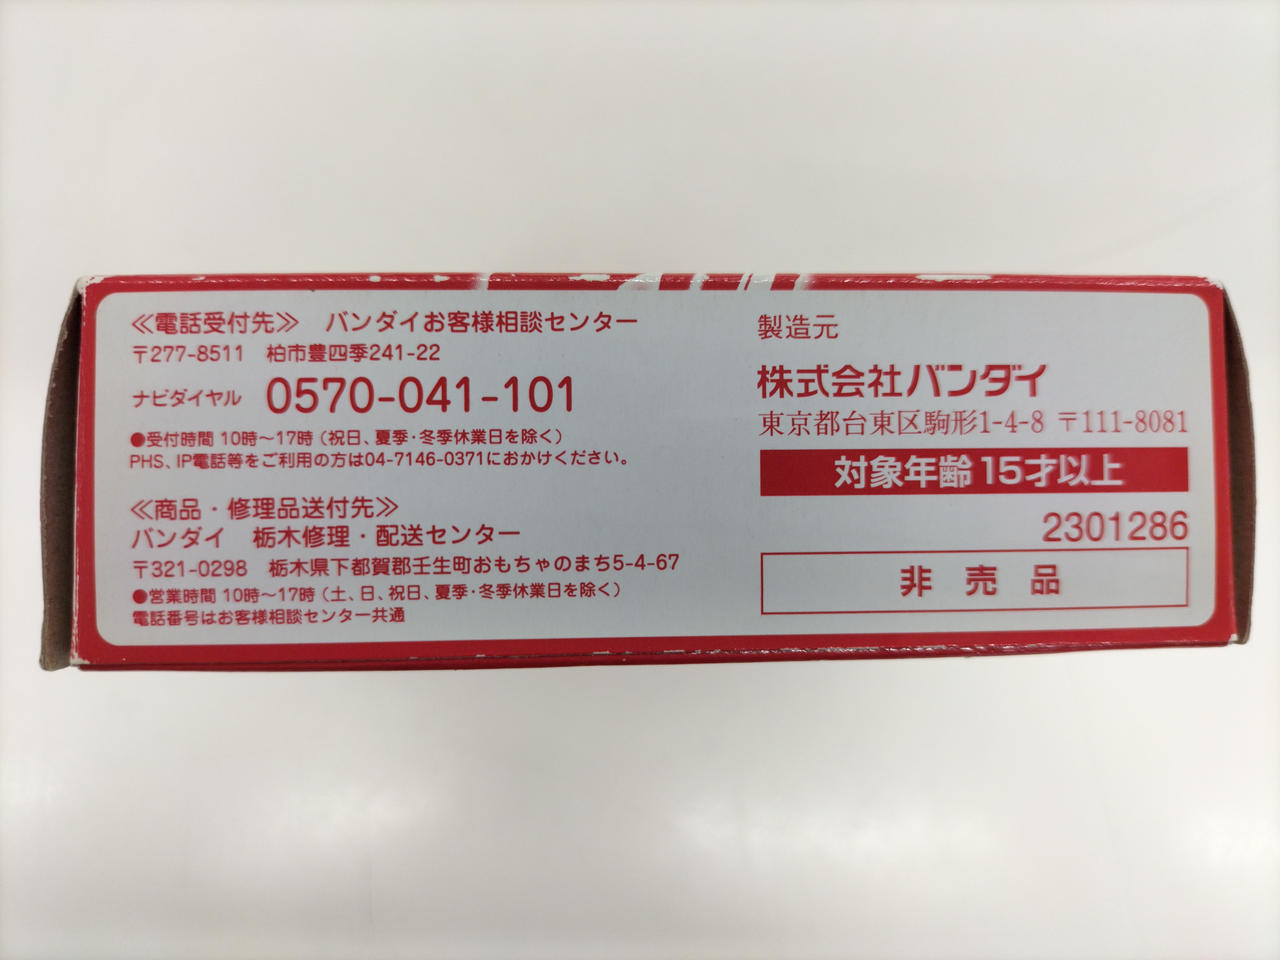 ≪電話受付先≫ バンダイお客様相談センター
〒277-8511 柏市豊四季241-22
ナビダイヤル 0570-041-101
●受付時間 10時〜17時（祝日、夏季・冬季休業日を除く）
PHS、IP電話等をご利用の方は04-7146-0371におかけください。
≪商品・修理品送付先≫
バンダイ 栃木修理・配送センター
〒321-0298 栃木県下都賀郡壬生町おもちゃのまち5-4-67
●営業時間 10時〜17時（土、日、祝日、夏季・冬季休業日を除く）
電話番号はお客様相談センター共通
製造元
株式会社バンダイ
東京都台東区駒形1-4-8 〒111-8081
対象年齢 15才以上
2301286
非売品